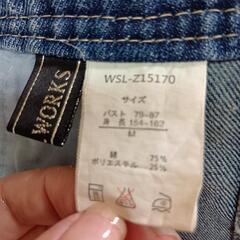 WORKS
WSL-Z15170
サイズ
バスト 79-87
身長 154-162
M
綿 75%
ポリエステル 25%